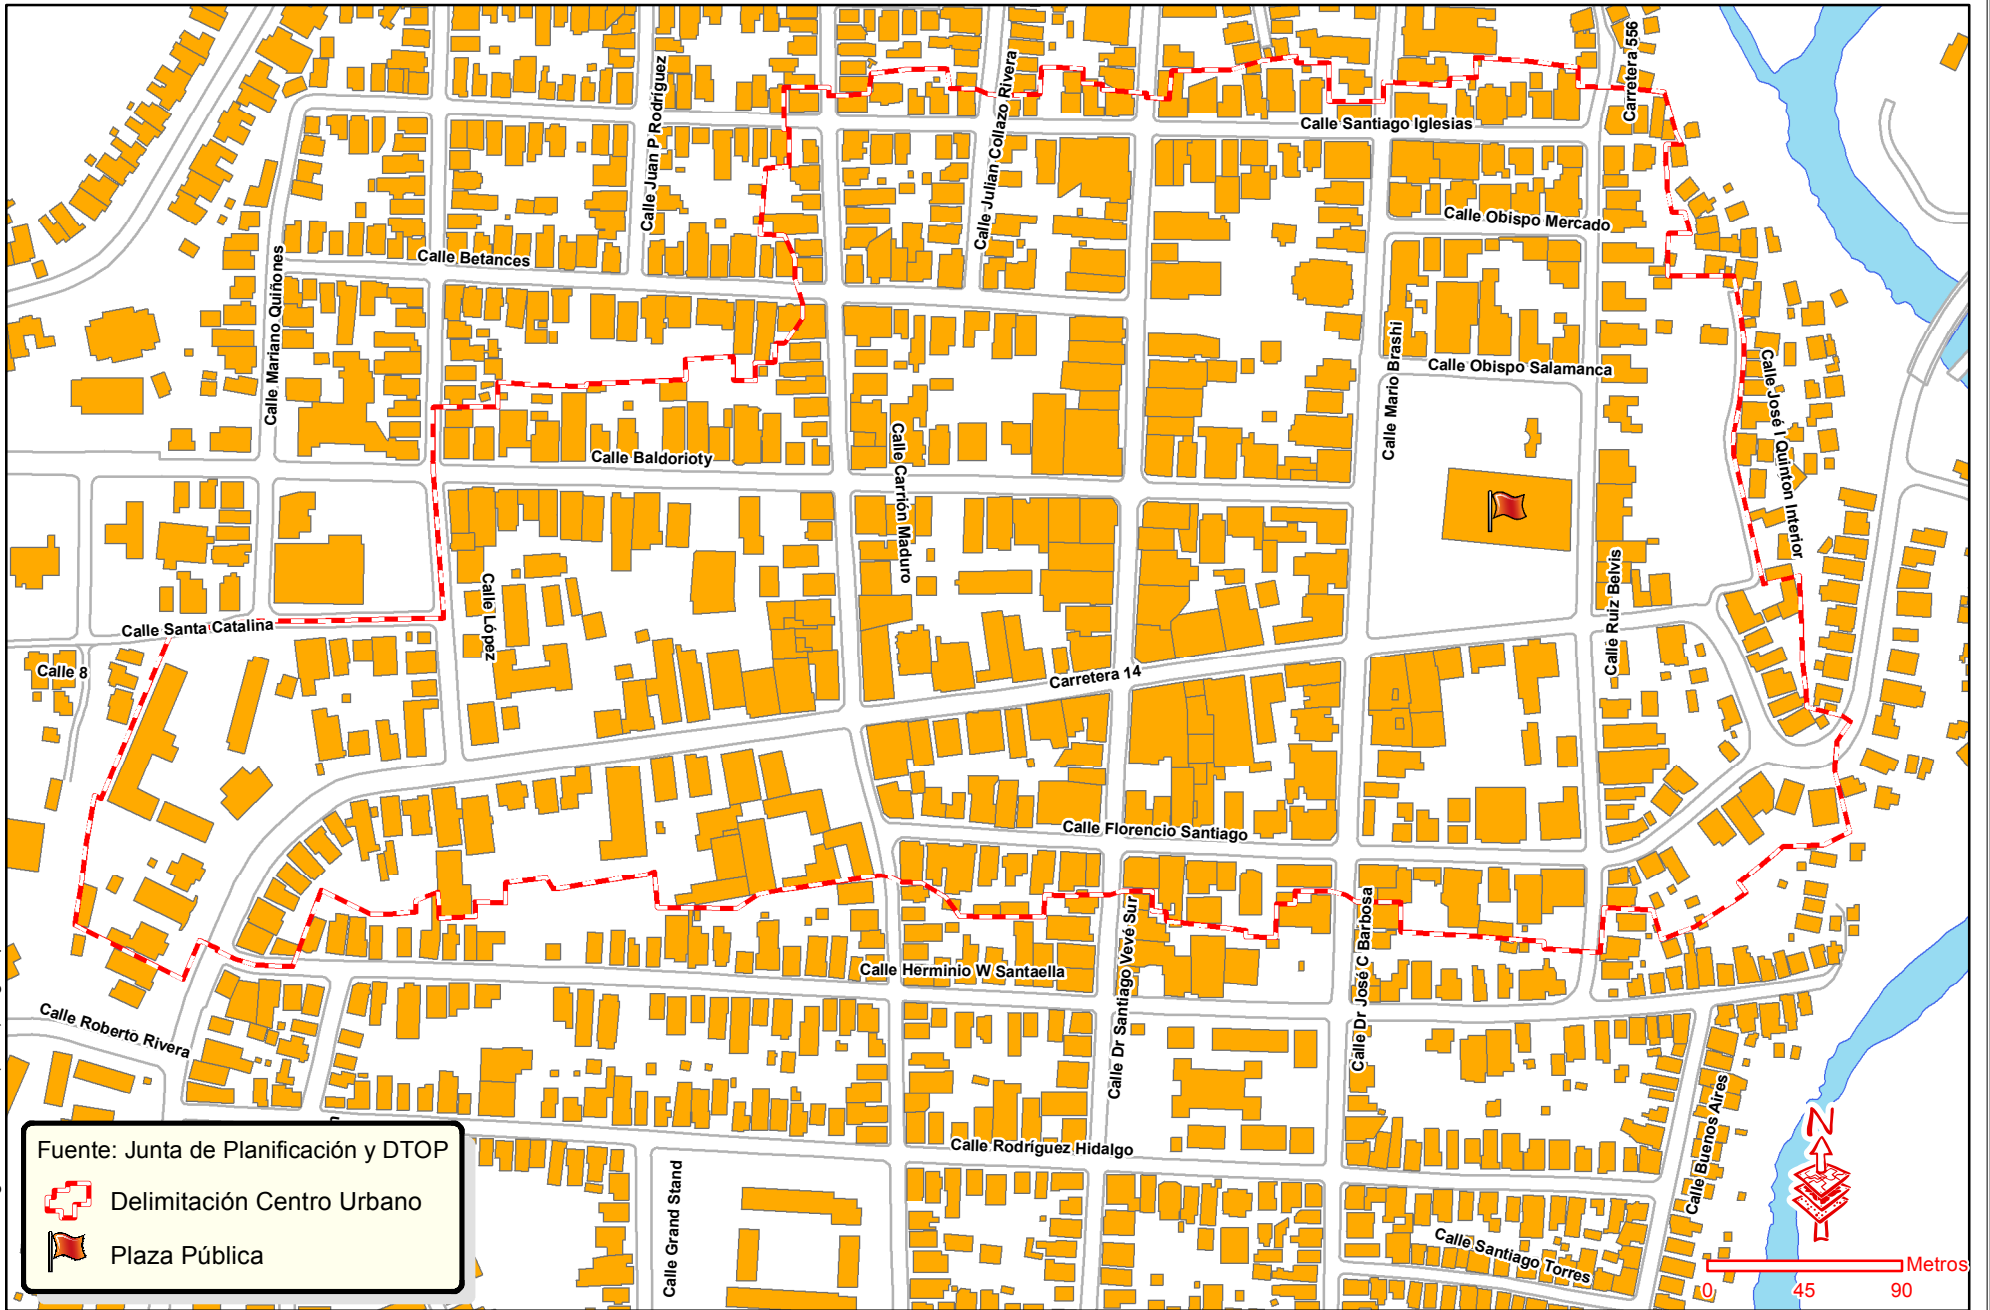 Carretera 556
Calle Juan P Rodríguez
Calle Julian Collazo Rivera
Calle Santiago Iglesias
Calle Obispo Mercado
Calle Betances
Calle Mariano Quiñones
Calle Mario Brashi
Calle Obispo Salamanca
Calle José I Quinton Interior
Calle Baldorioty
Calle Carrión Maduro
Calle López
Calle Ruiz Belvis
Calle Santa Catalina
Calle 8
Carretera 14
Calle Florencio Santiago
Calle Dr Santiago Vevé Sur
Calle Dr José C Barbosa
Calle Herminio W Santaella
Calle Roberto Rivera
Calle Buenos Aires
Calle Rodríguez Hidalgo
Calle Grand Stand
Calle Santiago Torres
Fuente: Junta de Planificación y DTOP
Delimitación Centro Urbano
Plaza Pública
N
Metros
0 45 90